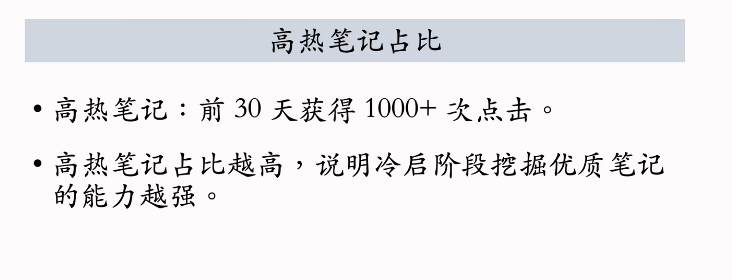 高热笔记占比
• 高热笔记：前 30 天获得 1000+ 次点击。
• 高热笔记占比越高，说明冷启阶段挖掘优质笔记
的能力越强。